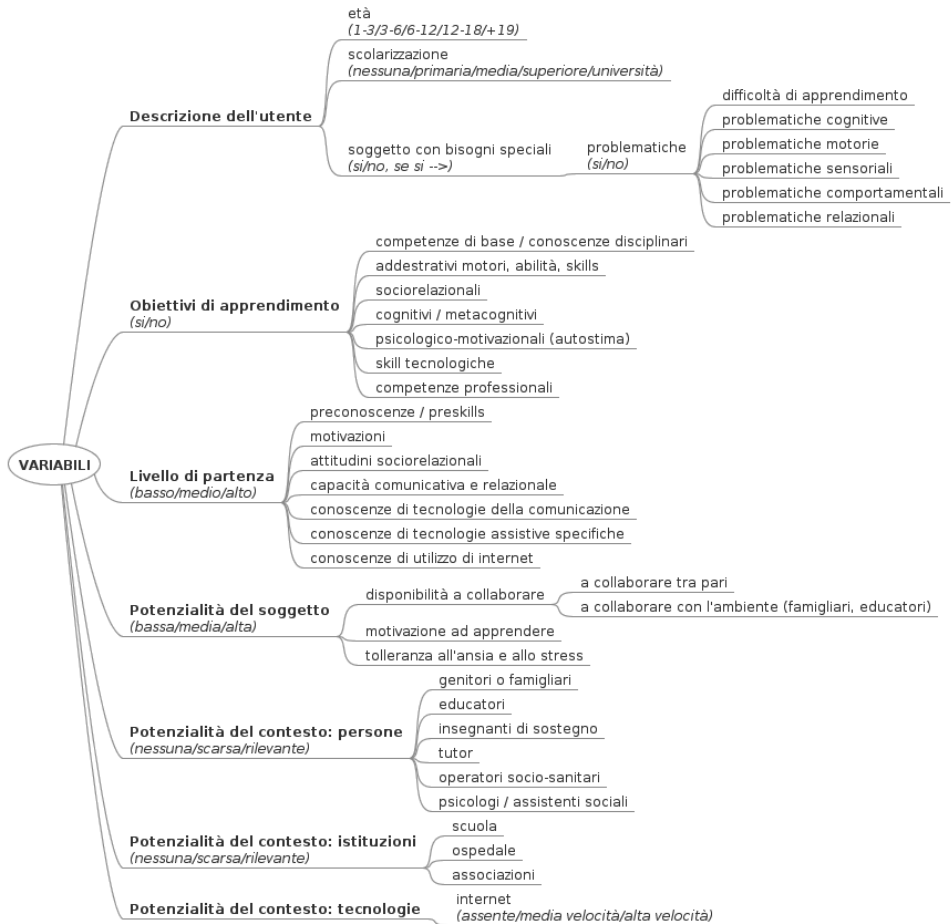 VARIABILI
Descrizione dell'utente
età
(1-3/3-6/6-12/12-18/+19)
scolarizzazione
(nessuna/primaria/media/superiore/università)
soggetto con bisogni speciali
(si/no, se si -->)
problematiche
(si/no)
difficoltà di apprendimento
problematiche cognitive
problematiche motorie
problematiche sensoriali
problematiche comportamentali
problematiche relazionali
Obiettivi di apprendimento
(si/no)
competenze di base / conoscenze disciplinari
addestrativi motori, abilità, skills
sociorelazionali
cognitivi / metacognitivi
psicologico-motivazionali (autostima)
skill tecnologiche
competenze professionali
Livello di partenza
(basso/medio/alto)
preconoscenze / preskills
motivazioni
attitudini sociorelazionali
capacità comunicativa e relazionale
conoscenze di tecnologie della comunicazione
conoscenze di tecnologie assistive specifiche
conoscenze di utilizzo di internet
Potenzialità del soggetto
(bassa/media/alta)
disponibilità a collaborare
a collaborare tra pari
a collaborare con l'ambiente (famigliari, educatori)
motivazione ad apprendere
tolleranza all'ansia e allo stress
Potenzialità del contesto: persone
(nessuna/scarsa/rilevante)
genitori o famigliari
educatori
insegnanti di sostegno
tutor
operatori socio-sanitari
psicologi / assistenti sociali
Potenzialità del contesto: istituzioni
(nessuna/scarsa/rilevante)
scuola
ospedale
associazioni
Potenzialità del contesto: tecnologie
internet
(assente/media velocità/alta velocità)